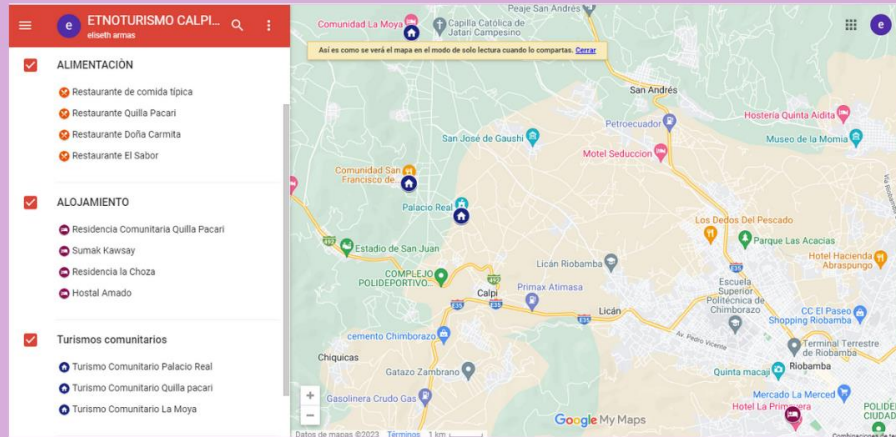 ETNOTURISMO CALPI...
eliseth armas
e
ALIMENTACIÒN
Restaurante de comida típica
Restaurante Quilla Pacari
Restaurante Doña Carmita
Restaurante El Sabor
ALOJAMIENTO
Residencia Comunitaria Quilla Pacari
Sumak Kawsay
Residencia la Choza
Hostal Amado
Turismos comunitarios
Turismo Comunitario Palacio Real
Turismo Comunitario Quilla pacari
Turismo Comunitario La Moya
Peaje San Andrés
Comunidad La Moya
Capilla Católica de
Jatari Campesino
e
Así es como se verá el mapa en el modo de solo lectura cuando lo compartas. Cerrar
San Andrés
Petroecuador
Hostería Quinta Aidita
San José de Gaushi
Museo de la Momia
Motel Seduccion
Comunidad San
Francisco de...
Palacio Real
Los Dedos Del Pescado
Parque Las Acacias
Estadio de San Juan
Hotel Hacienda
Abraspungo
Licán Riobamba
COMPLEJO
POLIDEPORTIVO...
Calpi
Primax Atimasa
Licán
E35
Escuela
Superior
Politécnica de
Chimborazo
CC El Paseo
Shopping Riobamba
cemento Chimborazo
Av. Pedro Vicente
Terminal Terrestre
de Riobamba
Chiquicas
Gatazo Zambrano
Quinta macají
Riobamba
Gasolinera Crudo Gas
Mercado La Merced
Hotel La Primavera
POLIDE
CIUDAD
Google My Maps
Datos de mapas ©2023 Términos 1 km